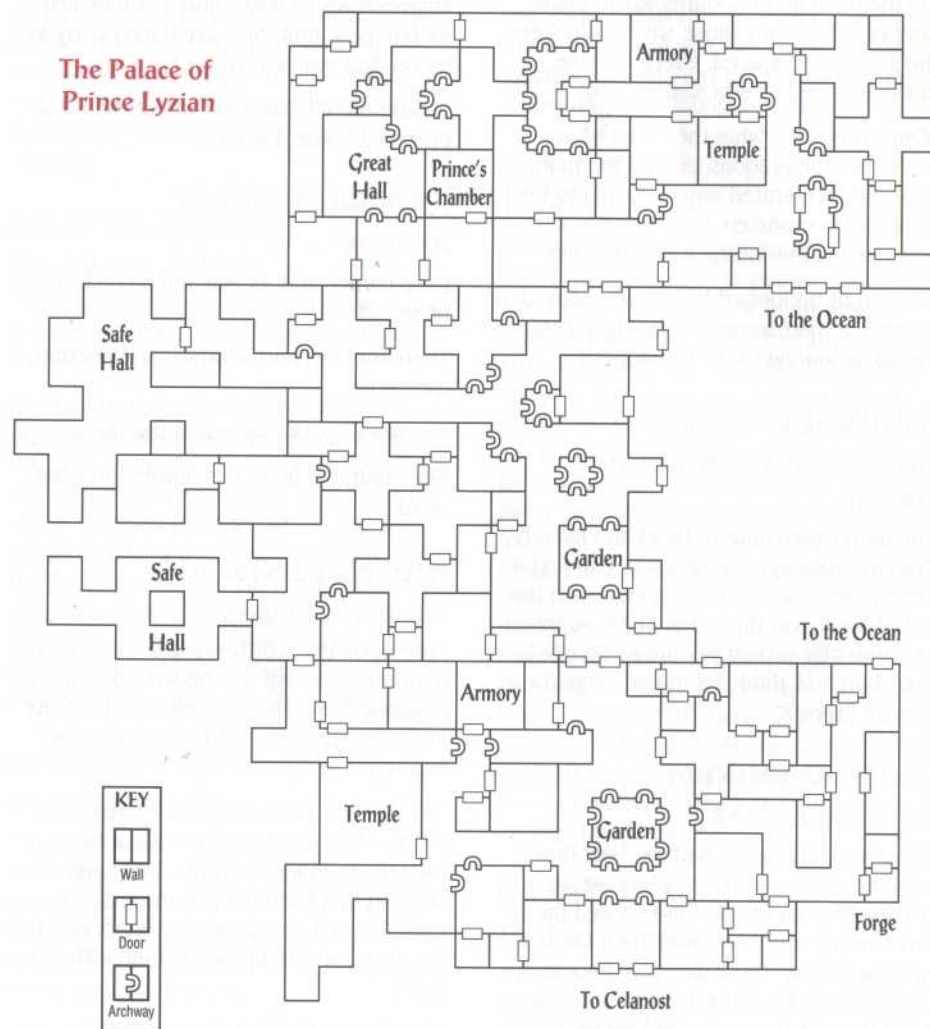 The Palace of
Prince Lyzian
Armory
Temple
Great
Hall
Prince's
Chamber
To the Ocean
Safe
Hall
Garden
Safe
Hall
To the Ocean
Armory
Temple
Garden
Forge
To Celanost
KEY
Wall
Door
Archway